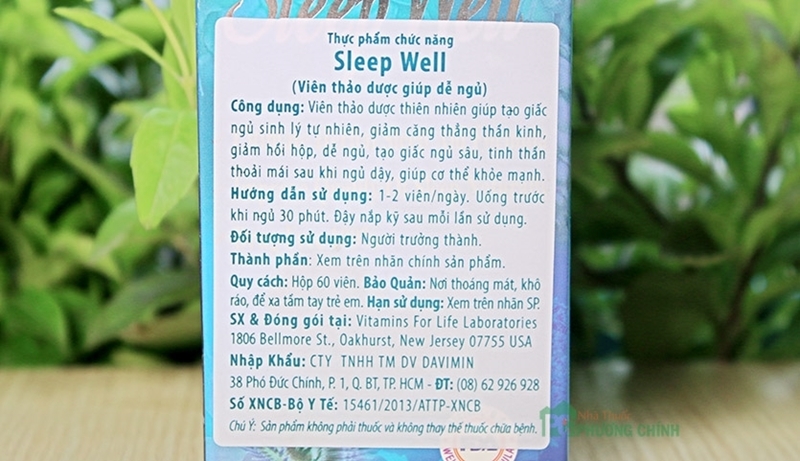 Sleep Well
Thực phẩm chức năng
Sleep Well
(Viên thảo dược giúp dễ ngủ)
Công dụng: Viên thảo dược thiên nhiên giúp tạo giấc
ngủ sinh lý tự nhiên, giảm căng thẳng thần kinh,
giảm hồi hộp, dễ ngủ, tạo giấc ngủ sâu, tinh thần
thoải mái sau khi ngủ dậy, giúp cơ thể khỏe mạnh.
Hướng dẫn sử dụng: 1-2 viên/ngày. Uống trước
khi ngủ 30 phút. Đậy nắp kỹ sau mỗi lần sử dụng.
Đối tượng sử dụng: Người trưởng thành.
Thành phần: Xem trên nhãn chính sản phẩm.
Quy cách: Hộp 60 viên. Bảo Quản: Nơi thoáng mát, khô
ráo, để xa tầm tay trẻ em. Hạn sử dụng: Xem trên nhãn SP.
SX & Đóng gói tại: Vitamins For Life Laboratories
1806 Bellmore St., Oakhurst, New Jersey 07755 USA
Nhập Khẩu: CTY TNHH TM DV DAVIMIN
38 Phó Đức Chính, P. 1, Q. BT, TP. HCM - ĐT: (08) 62 926 928
Số XNCB-Bộ Y Tế: 15461/2013/ATTP-XNCB
Chú Ý: Sản phẩm không phải thuốc và không thay thế thuốc chữa bệnh.
Nhà thuốc
PHƯƠNG CHÍNH